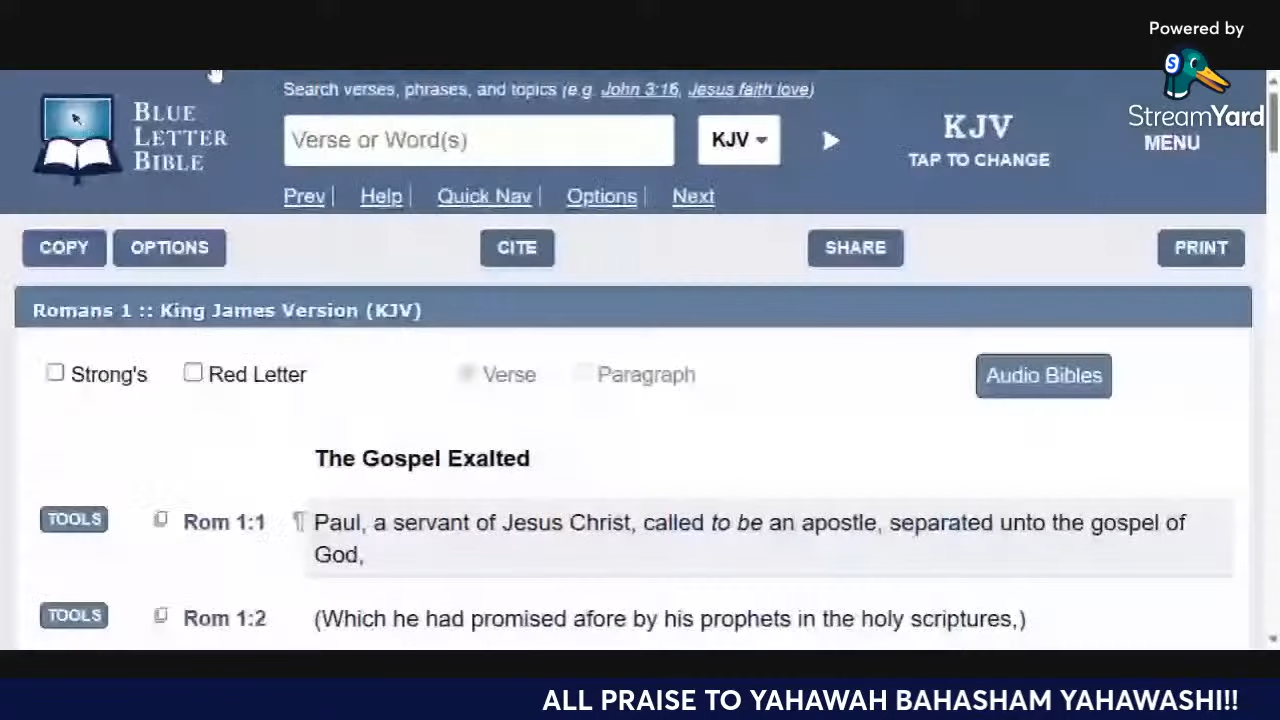 Powered by
StreamYard
Search verses, phrases, and topics (e.g. John 3:16, Jesus faith love)
BLUE
LETTER
BIBLE
Verse or Word(s)
KJV
KJV
TAP TO CHANGE
MENU
Prev | Help | Quick Nav | Options | Next
COPY OPTIONS CITE SHARE PRINT
Romans 1 :: King James Version (KJV)
Strong's Red Letter Verse Paragraph Audio Bibles
The Gospel Exalted
TOOLS Rom 1:1 ¶ Paul, a servant of Jesus Christ, called to be an apostle, separated unto the gospel of
God,
TOOLS Rom 1:2 (Which he had promised afore by his prophets in the holy scriptures,)
ALL PRAISE TO YAHAWAH BAHASHAM YAHAWASHI!!